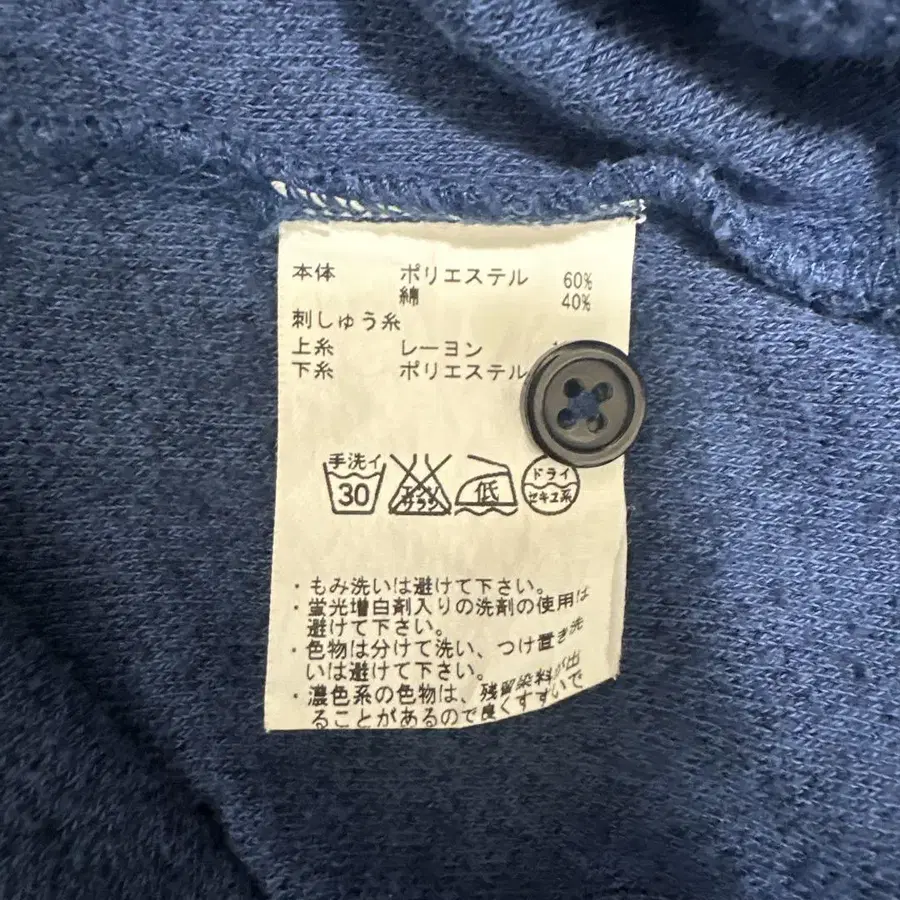 本体 ポリエステル 60%
綿 40%
刺しゅう糸
上糸 レーヨン
下糸 ポリエステル
手洗イ 30
エンソサラシ
低
ドライ
セキユ系
・もみ洗いは避けて下さい。
・蛍光増白剤入りの洗剤の使用は
避けて下さい。
・色物は分けて洗い、つけ置き洗
いは避けて下さい。
・濃色系の色物は、残留染料が出
ることがあるので良くすすいで